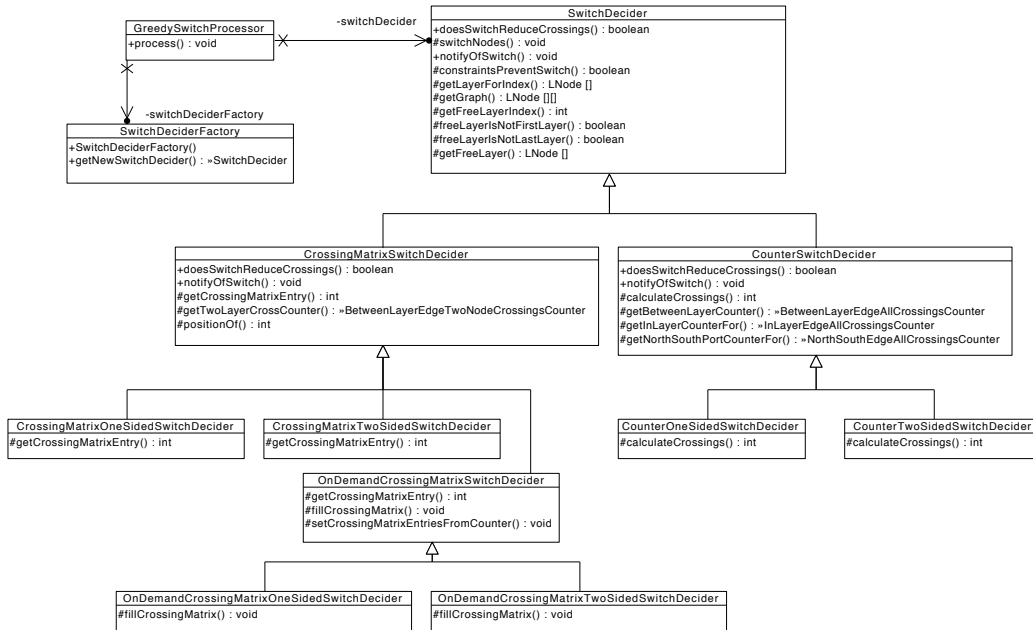 GreedySwitchProcessor
+process() : void
-switchDecider
SwitchDecider
+doesSwitchReduceCrossings() : boolean
#switchNodes() : void
+notifyOfSwitch() : void
#constraintsPreventSwitch() : boolean
#getLayerForIndex() : LNode []
#getGraph() : LNode [][]
#getFreeLayerIndex() : int
#freeLayerIsNotFirstLayer() : boolean
#freeLayerIsNotLastLayer() : boolean
#getFreeLayer() : LNode []
-switchDeciderFactory
SwitchDeciderFactory
+SwitchDeciderFactory()
+getNewSwitchDecider() : »SwitchDecider
CrossingMatrixSwitchDecider
+doesSwitchReduceCrossings() : boolean
+notifyOfSwitch() : void
#getCrossingMatrixEntry() : int
#getTwoLayerCrossCounter() : »BetweenLayerEdgeTwoNodeCrossingsCounter
#positionOf() : int
CounterSwitchDecider
+doesSwitchReduceCrossings() : boolean
+notifyOfSwitch() : void
#calculateCrossings() : int
#getBetweenLayerCounter() : »BetweenLayerEdgeAllCrossingsCounter
#getInLayerCounterFor() : »InLayerEdgeAllCrossingsCounter
#getNorthSouthPortCounterFor() : »NorthSouthEdgeAllCrossingsCounter
CrossingMatrixOneSidedSwitchDecider
#getCrossingMatrixEntry() : int
CrossingMatrixTwoSidedSwitchDecider
#getCrossingMatrixEntry() : int
CounterOneSidedSwitchDecider
#calculateCrossings() : int
CounterTwoSidedSwitchDecider
#calculateCrossings() : int
OnDemandCrossingMatrixSwitchDecider
#getCrossingMatrixEntry() : int
#fillCrossingMatrix() : void
#setCrossingMatrixEntriesFromCounter() : void
OnDemandCrossingMatrixOneSidedSwitchDecider
#fillCrossingMatrix() : void
OnDemandCrossingMatrixTwoSidedSwitchDecider
#fillCrossingMatrix() : void